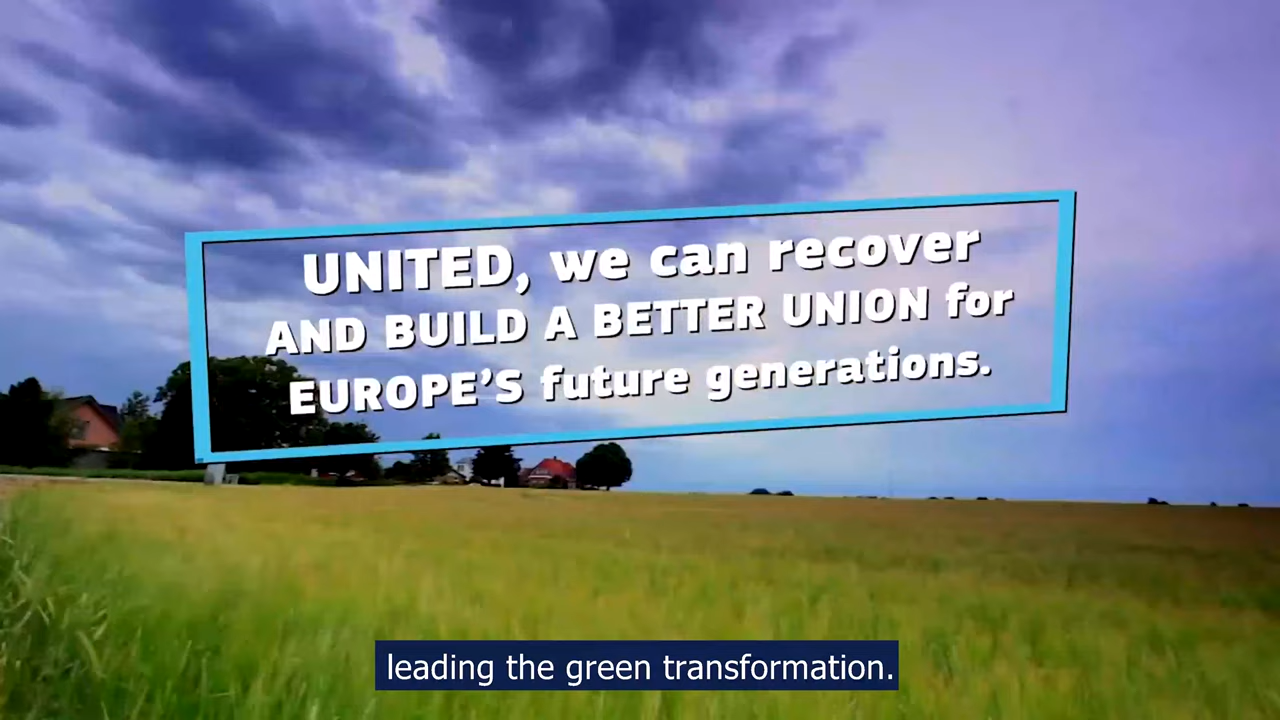 UNITED, we can recover
AND BUILD A BETTER UNION for
EUROPE’S future generations.
leading the green transformation.